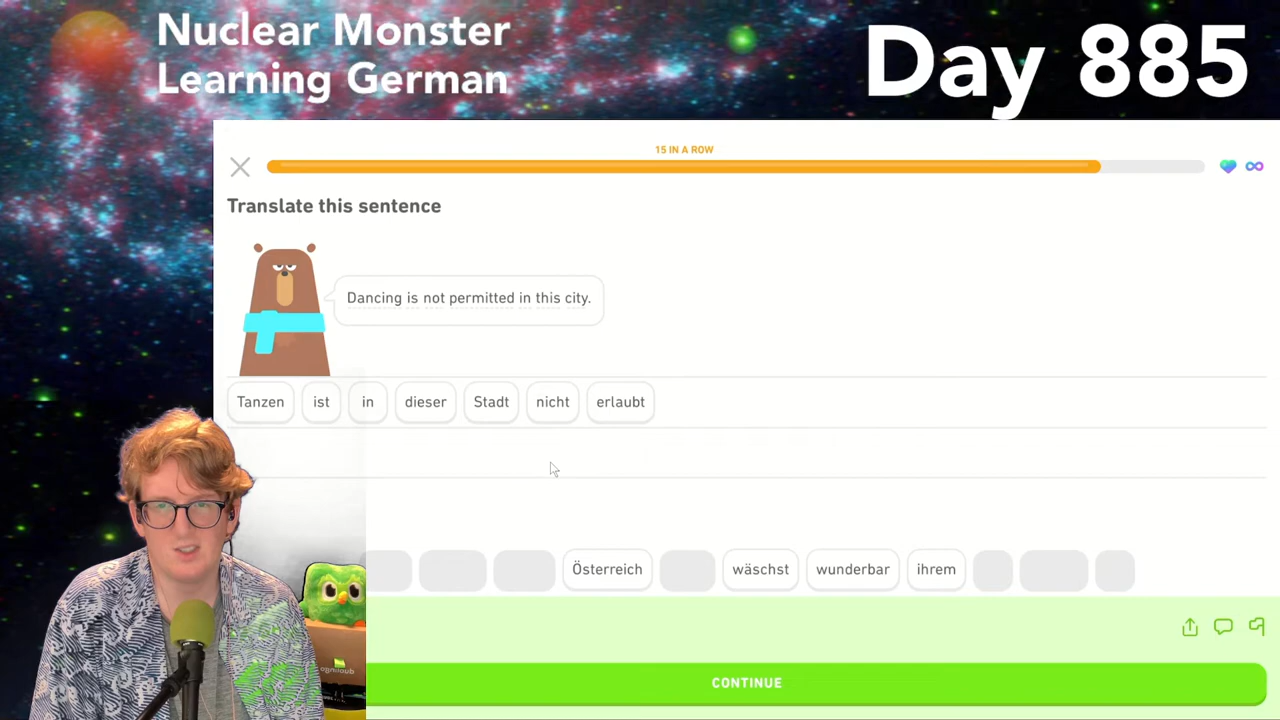 Nuclear Monster
Learning German
Day 885
15 IN A ROW
Translate this sentence
Dancing is not permitted in this city.
Tanzen ist in dieser Stadt nicht erlaubt
Österreich wäschst wunderbar ihrem
CONTINUE